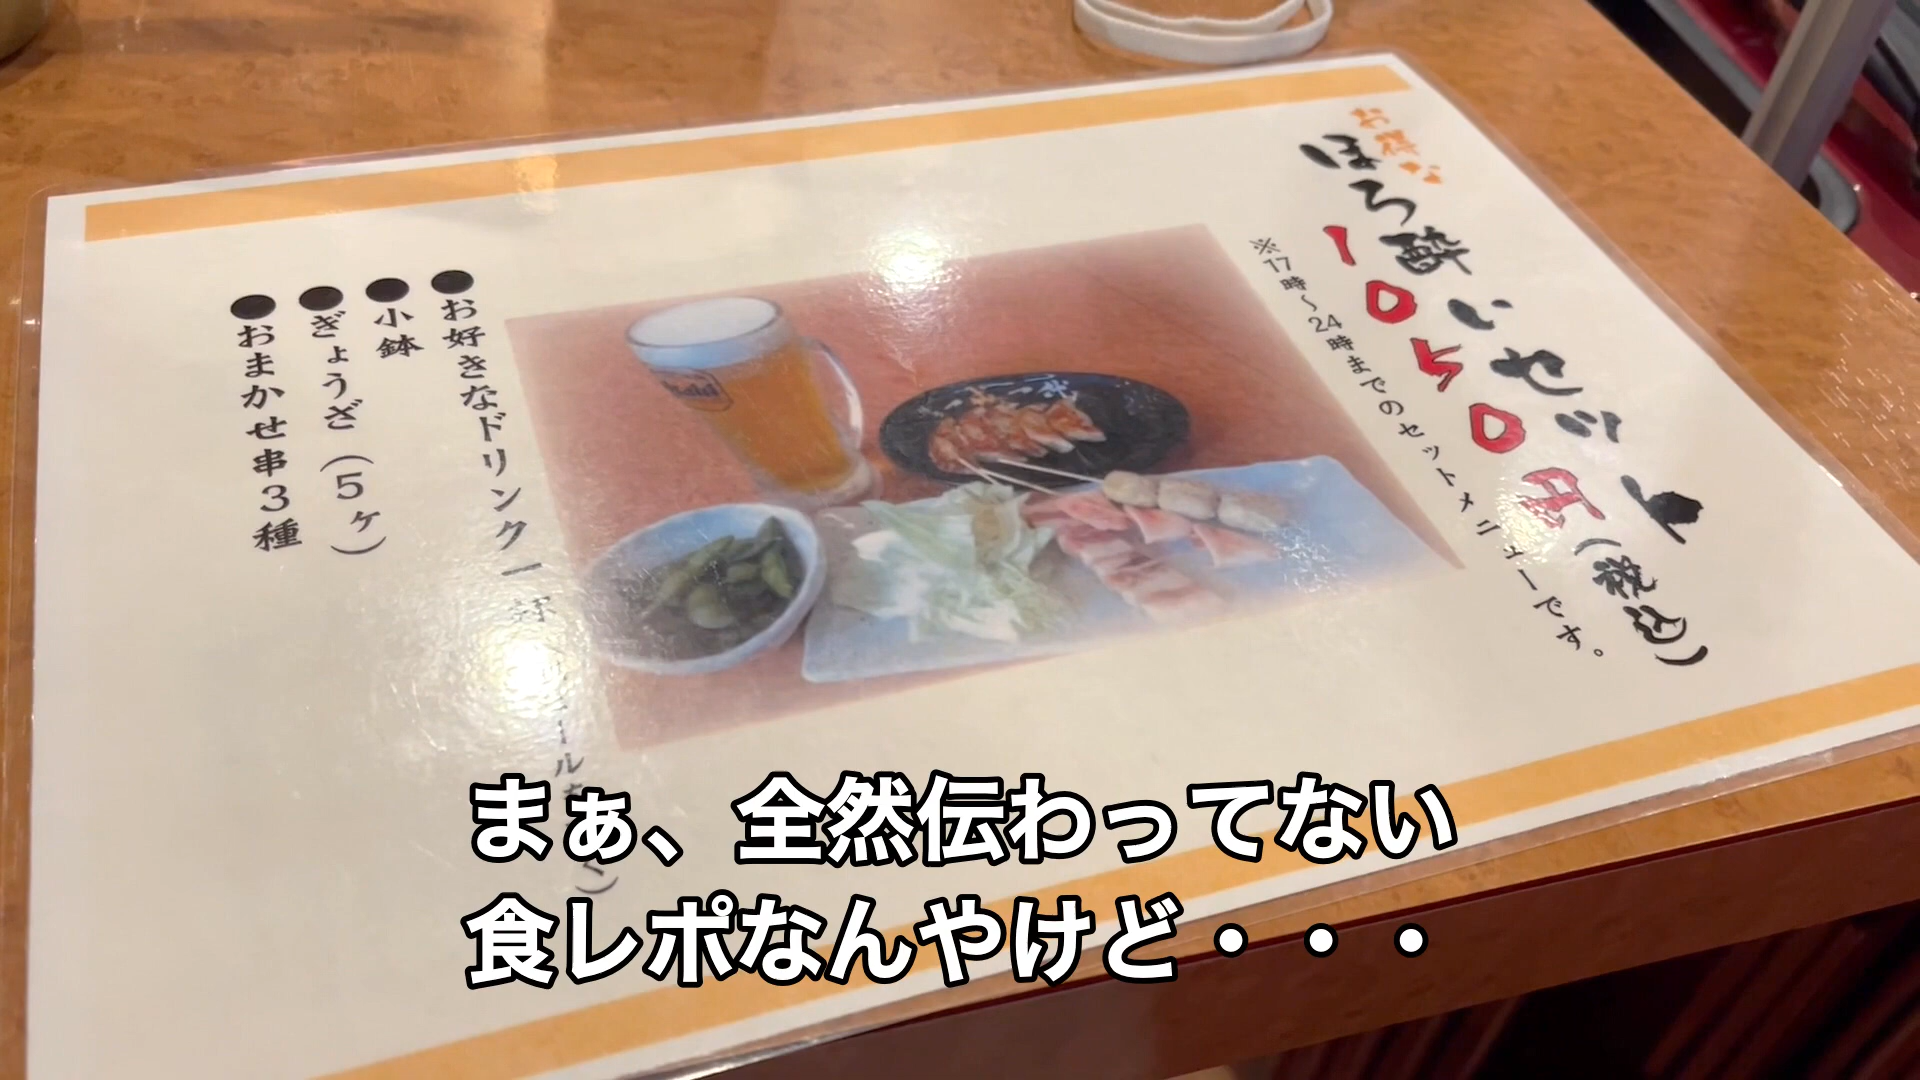 お得な
ほろ酔いセット
1050円(税込)
※17時~24時までのセットメニューです。
●お好きなドリンク一
●小鉢
●ぎょうざ(5ヶ)
●おまかせ串3種
まぁ、全然伝わってない
食レポなんやけど・・・